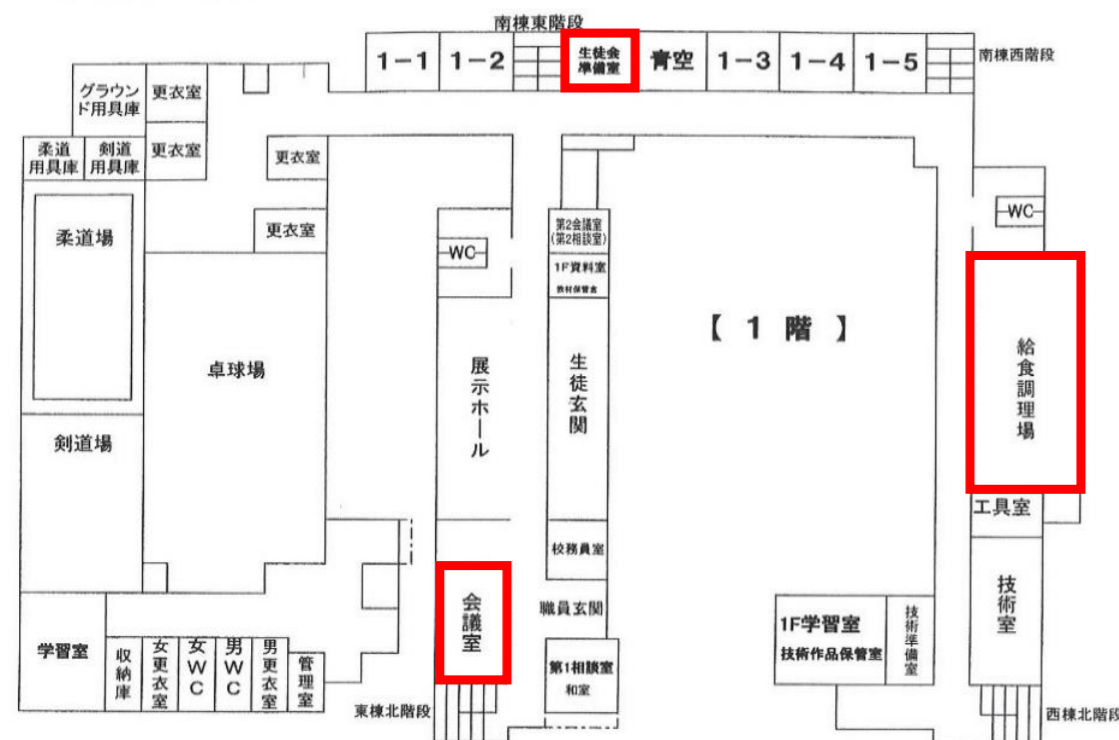 南棟東階段
1－1
1－2
生徒会
準備室
青空
1－3
1－4
1－5
南棟西階段
グラウン
ド用具庫
更衣室
柔道
用具庫
剣道
用具庫
更衣室
更衣室
更衣室
柔道場
卓球場
剣道場
WC
第2会議室
(第2相談室)
1F資料室
教材保管倉
展示ホール
生徒玄関
【 1 階 】
WC
給食調理場
工具室
校務員室
会議室
職員玄関
技術室
1F学習室
技術作品保管室
技術準備室
学習室
収納庫
女更衣室
女WC
男WC
男更衣室
管理室
第1相談室
和室
東棟北階段
西棟北階段